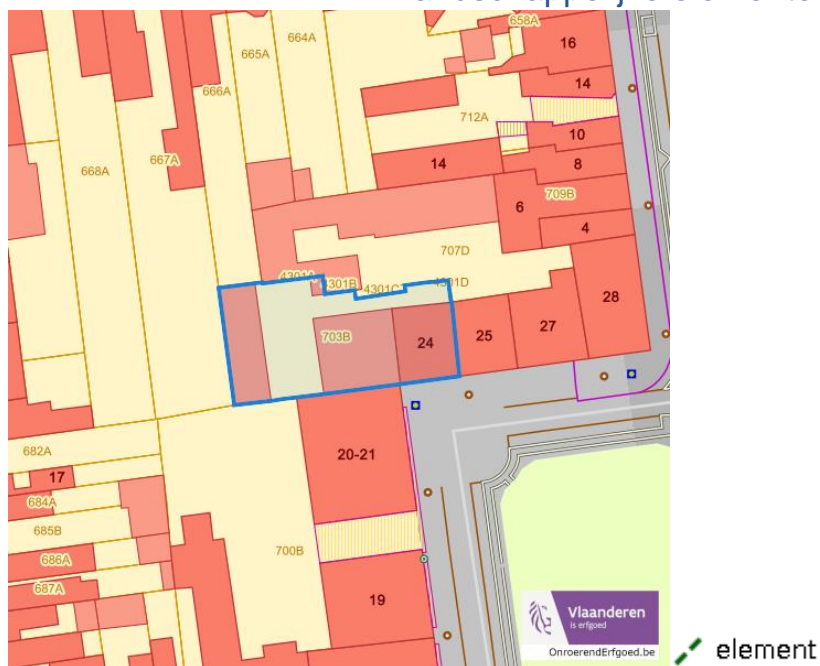 658A
664A
16
665A
14
666A
712A
10
667A
8
14
668A
709B
6
4
707D
4301A
4301B
4301C
4301D
28
27
703B
25
24
682A
20-21
17
684A
685B
700B
686A
687A
19
Vlaanderen
is erfgoed
OnroerendErfgoed.be
element